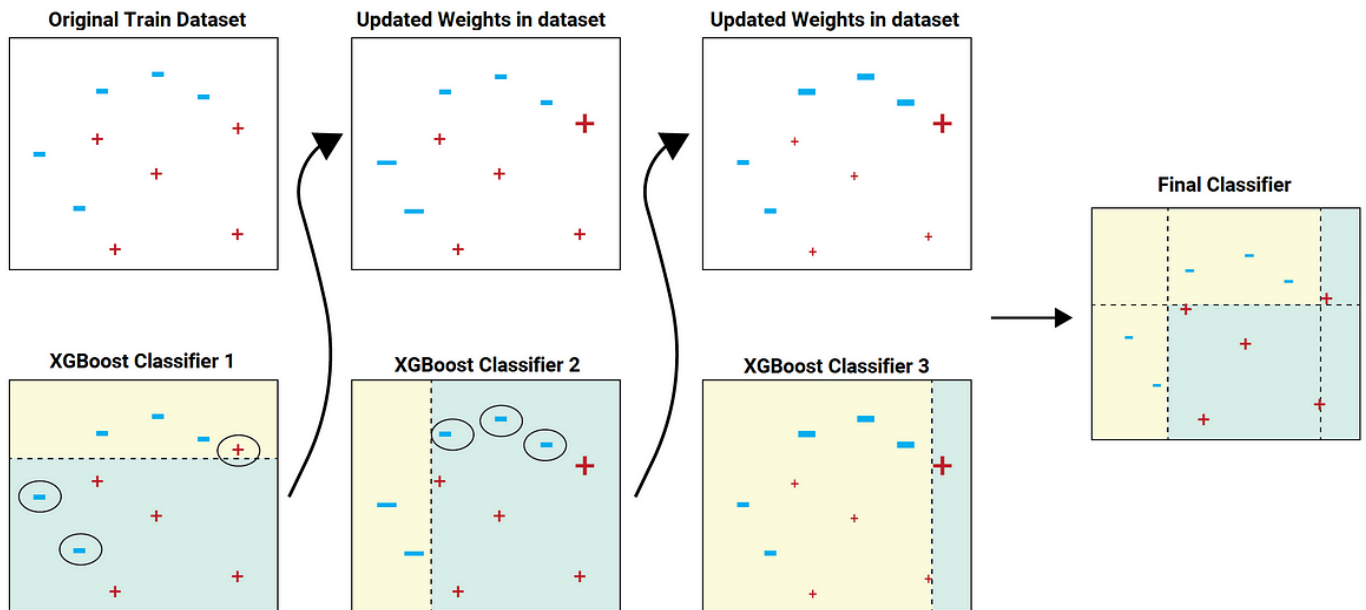 Original Train Dataset
Updated Weights in dataset
Updated Weights in dataset
Final Classifier
XGBoost Classifier 1
XGBoost Classifier 2
XGBoost Classifier 3